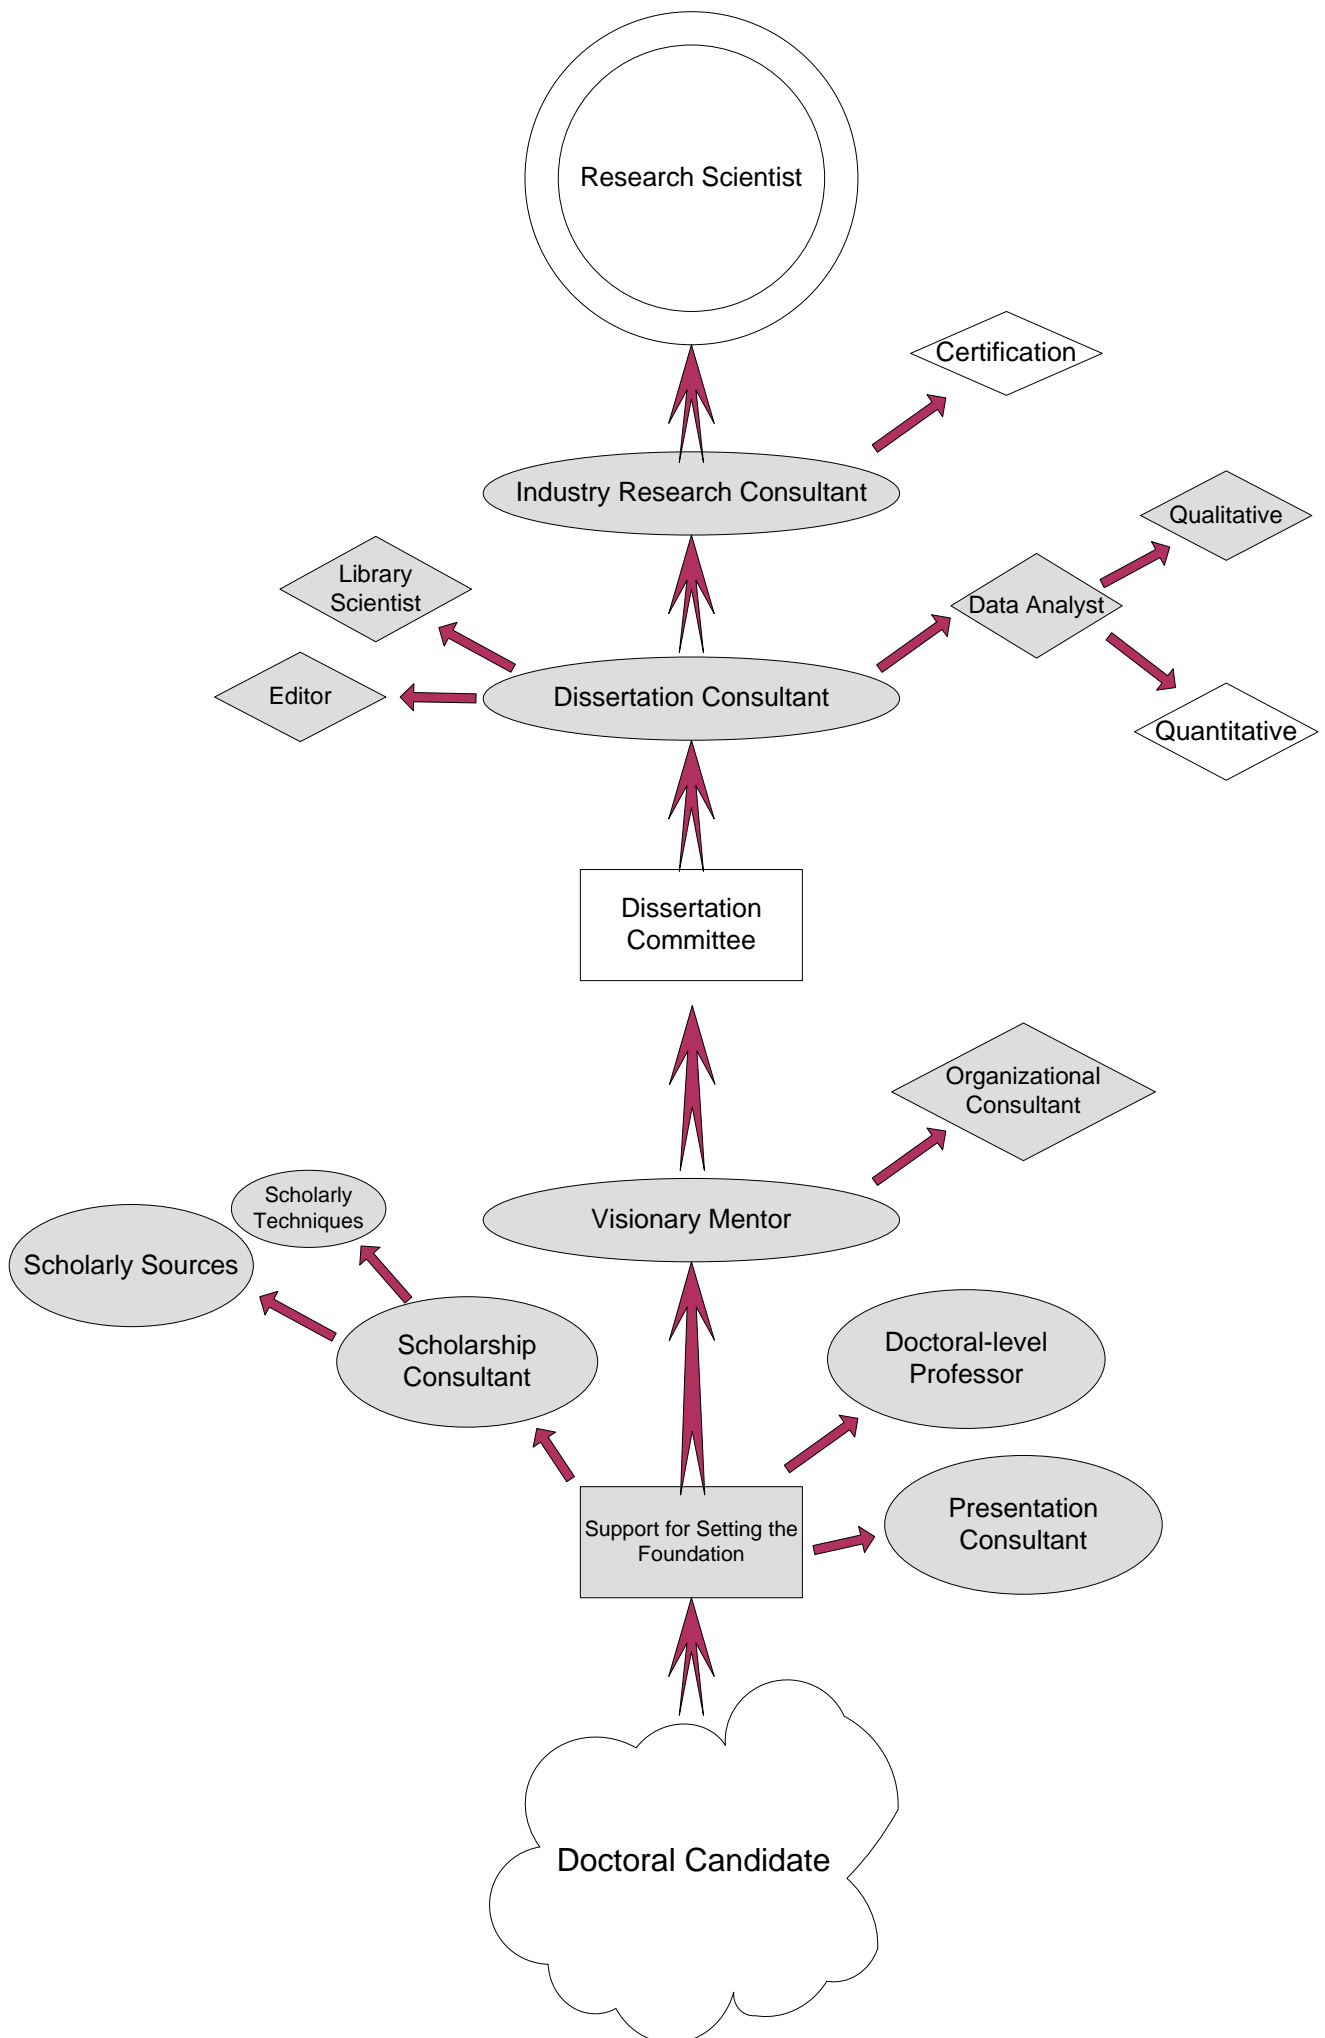 Research Scientist
Certification
Industry Research Consultant
Qualitative
Library
Scientist
Data Analyst
Editor
Dissertation Consultant
Quantitative
Dissertation
Committee
Organizational
Consultant
Scholarly
Techniques
Visionary Mentor
Scholarly Sources
Scholarship
Consultant
Doctoral-level
Professor
Support for Setting the
Foundation
Presentation
Consultant
Doctoral Candidate